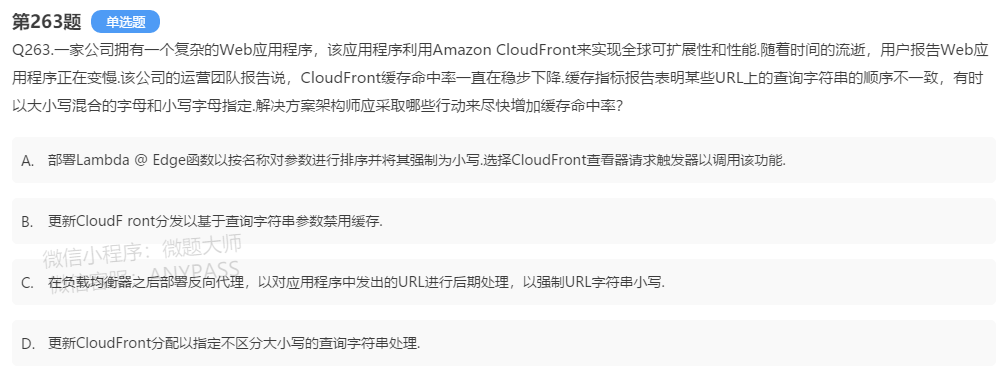 第263题 单选题
Q263.一家公司拥有一个复杂的Web应用程序，该应用程序利用Amazon CloudFront来实现全球可扩展性和性能.随着时间的流逝，用户报告Web应
用程序正在变慢.该公司的运营团队报告说，CloudFront缓存命中率一直在稳步下降.缓存指标报告表明某些URL上的查询字符串的顺序不一致，有时
以大小写混合的字母和小写字母指定.解决方案架构师应采取哪些行动来尽快增加缓存命中率？
A. 部署Lambda @ Edge函数以按名称对参数进行排序并将其强制为小写.选择CloudFront查看器请求触发器以调用该功能.
B. 更新CloudF ront分发以基于查询字符串参数禁用缓存.
微信小程序：微题大师
微信客服：ANYPASS
C. 在负载均衡器之后部署反向代理，以对应用程序中发出的URL进行后期处理，以强制URL字符串小写.
D. 更新CloudFront分配以指定不区分大小写的查询字符串处理.